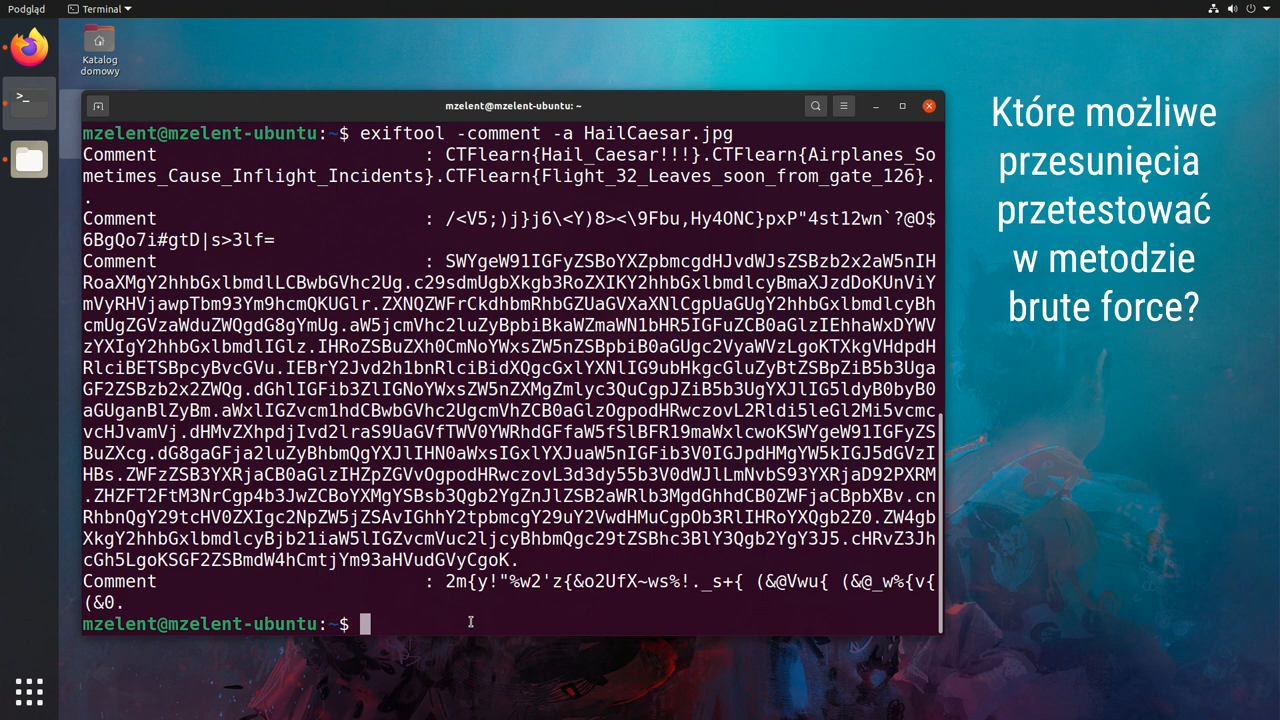 Podgląd
Terminal
Katalog
domowy
mzelent@mzelent-ubuntu: ~
mzelent@mzelent-ubuntu:~$ exiftool -comment -a HailCaesar.jpg
Comment : CTFlearn{Hail_Caesar!!!}.CTFlearn{Airplanes_So
metimes_Cause_Inflight_Incidents}.CTFlearn{Flight_32_Leaves_soon_from_gate_126}.
.
Comment : /<V5;)j}j6\<Y)8><\9Fbu,Hy4ONC}pxP"4st12wn`?@O$
6BgQo7i#gtD|s>3lf=
Comment : SWYgeW91IGFyZSBoYXZpbmcgdHJvdWJsZSBzb2x2aW5nIH
RoaXMgY2hhbGxlbmdlLCBwbGVhc2Ug.c29sdmUgbXkgb3RoZXIKY2hhbGxlbmdlcyBmaXJzdDoKUnViY
mVyRHVjawpTbm93Ym9hcmQKUGlr.ZXNQZWFrCkdhbmRhbGZUaGVXaXNlCgpUaGUgY2hhbGxlbmdlcyBh
cmUgZGVzaWduZWQgdG8gYmUg.aW5jcmVhc2luZyBpbiBkaWZmaWN1bHR5IGFuZCB0aGlzIEhhaWxDYWV
zYXIgY2hhbGxlbmdlIGlz.IHRoZSBuZXh0CmNoYWxsZW5nZSBpbiB0aGUgc2VyaWVzLgoKTXkgVHdpdH
RlciBETSBpcyBvcGVu.IEBrY2Jvd2h1bnRlciBidXQgcGxlYXNlIG9ubHkgcGluZyBtZSBpZiB5b3Uga
GF2ZSBzb2x2ZWQg.dGhlIGFib3ZlIGNoYWxsZW5nZXMgZmlyc3QuCgpJZiB5b3UgYXJlIG5ldyB0byB0
aGUganBlZyBm.aWxlIGZvcm1hdCBwbGVhc2UgcmVhZCB0aGlzOgpodHRwczovL2Rldi5leGl2Mi5vcmc
vcHJvamVj.dHMvZXhpdjIvd2lraS9UaGVfTWV0YWRhdGFfaW5fSlBFR19maWxlcwoKSWYgeW91IGFyZS
BuZXcg.dG8gaGFja2luZyBhbmQgYXJlIHN0aWxsIGxlYXJuaW5nIGFib3V0IGJpdHMgYW5kIGJ5dGVzI
HBs.ZWFzZSB3YXRjaCB0aGlzIHZpZGVvOgpodHRwczovL3d3dy55b3V0dWJlLmNvbS93YXRjaD92PXRM
.ZHZFT2FtM3NrCgp4b3JwZCBoYXMgYSBsb3Qgb2YgZnJlZSB2aWRlb3MgdGhhdCB0ZWFjaCBpbXBv.cn
RhbnQgY29tcHV0ZXIgc2NpZW5jZSAvIGhhY2tpbmcgY29uY2VwdHMuCgpOb3RlIHRoYXQgb2Z0.ZW4gb
XkgY2hhbGxlbmdlcyBjb21iaW5lIGZvcmVuc2ljcyBhbmQgc29tZSBhc3BlY3Qgb2YgY3J5.cHRvZ3Jh
cGh5LgoKSGF2ZSBmdW4hCmtjYm93aHVudGVyCgoK.
Comment : 2m{y!"%w2'z{&o2UfX~ws%!._s+{ (&@Vwu{ (&@_w%{v{
(&0.
mzelent@mzelent-ubuntu:~$
Które możliwe
przesunięcia
przetestować
w metodzie
brute force?